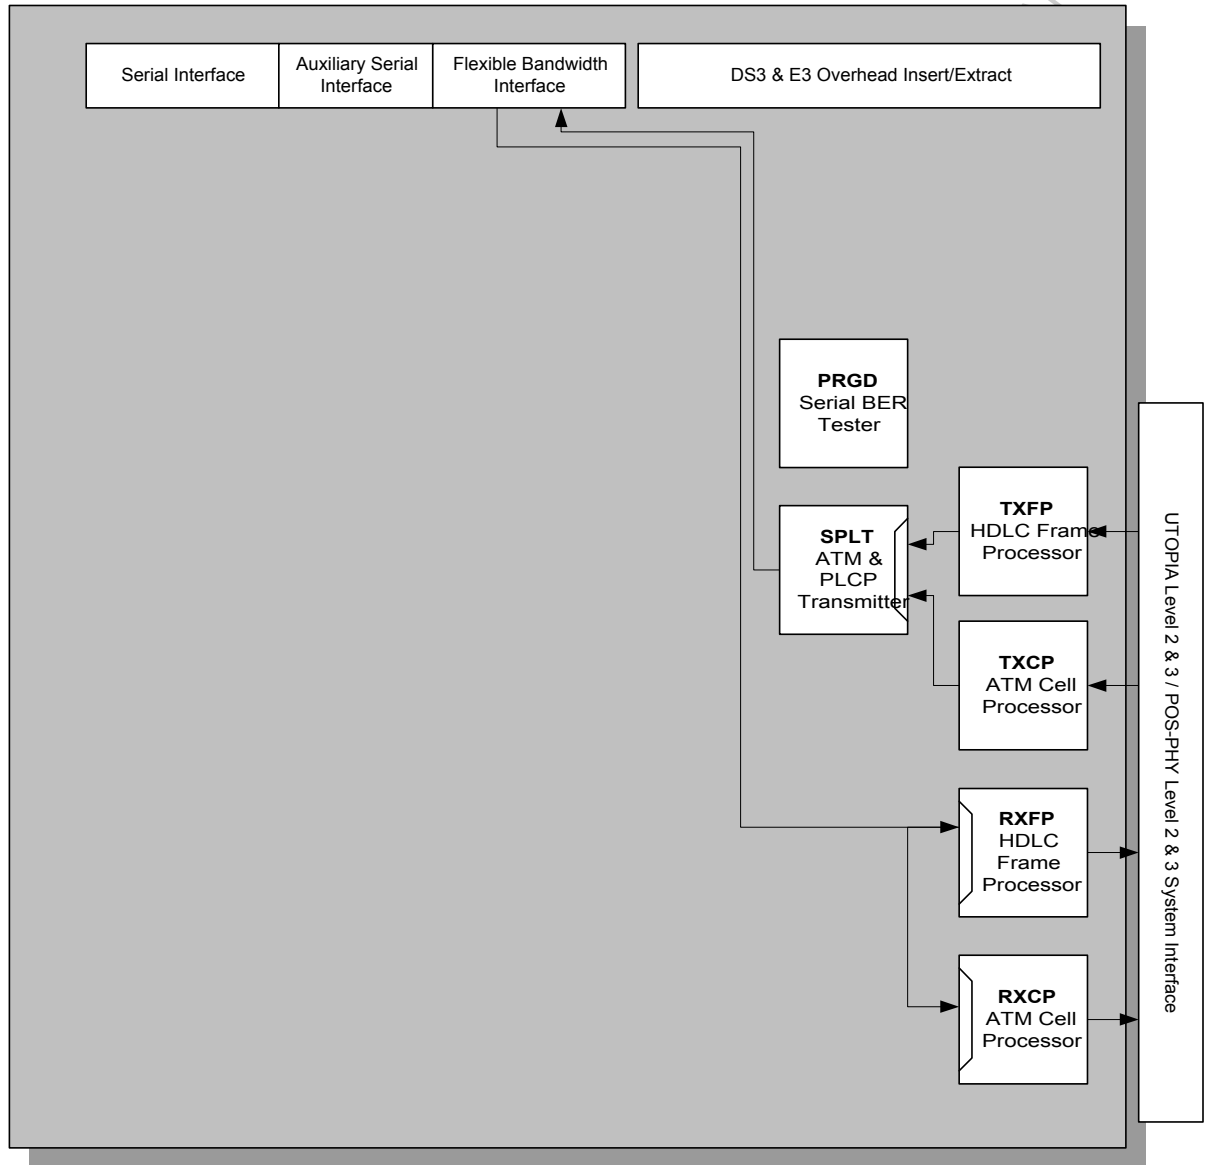 Serial Interface
Auxiliary Serial
Interface
Flexible Bandwidth
Interface
DS3 & E3 Overhead Insert/Extract
PRGD
Serial BER
Tester
SPLT
ATM &
PLCP
Transmitter
TXFP
HDLC Frame
Processor
TXCP
ATM Cell
Processor
RXFP
HDLC
Frame
Processor
RXCP
ATM Cell
Processor
UTOPIA Level 2 & 3 / POS-PHY Level 2 & 3 System Interface